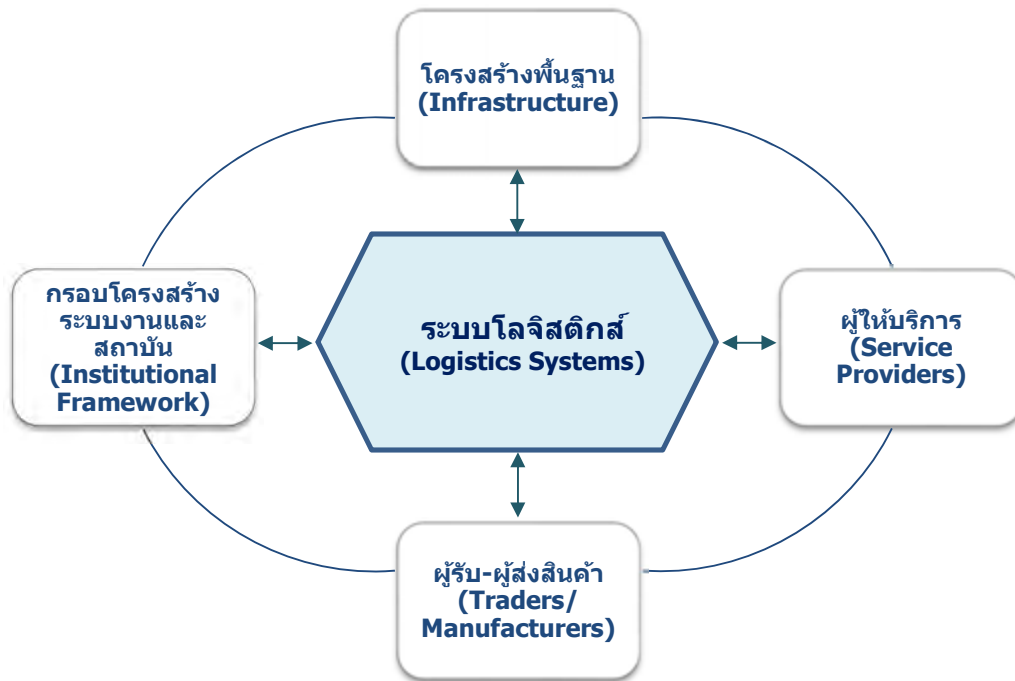 โครงสร้างพื้นฐาน
(Infrastructure)
กรอบโครงสร้าง
ระบบงานและ
สถาบัน
(Institutional
Framework)
ระบบโลจิสติกส์
(Logistics Systems)
ผู้ให้บริการ
(Service
Providers)
ผู้รับ-ผู้ส่งสินค้า
(Traders/
Manufacturers)